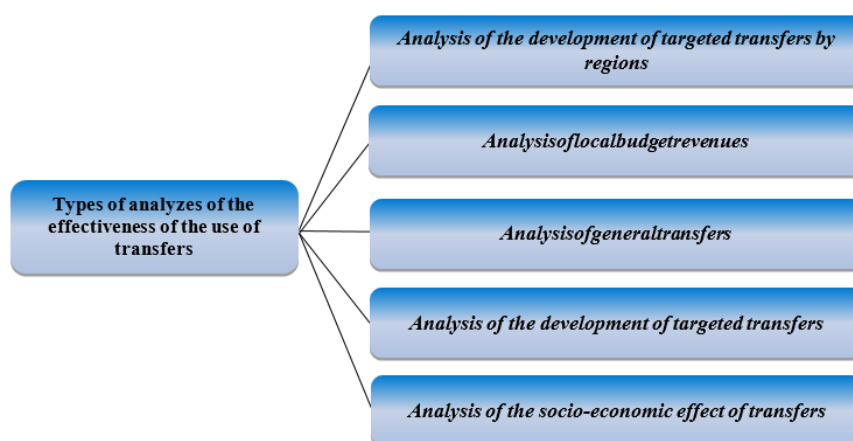 Analysis of the development of targeted transfers by
regions
Analysisoflocalbudgetrevenues
Types of analyzes of the
effectiveness of the use of
transfers
Analysisofgeneraltransfers
Analysis of the development of targeted transfers
Analysis of the socio-economic effect of transfers